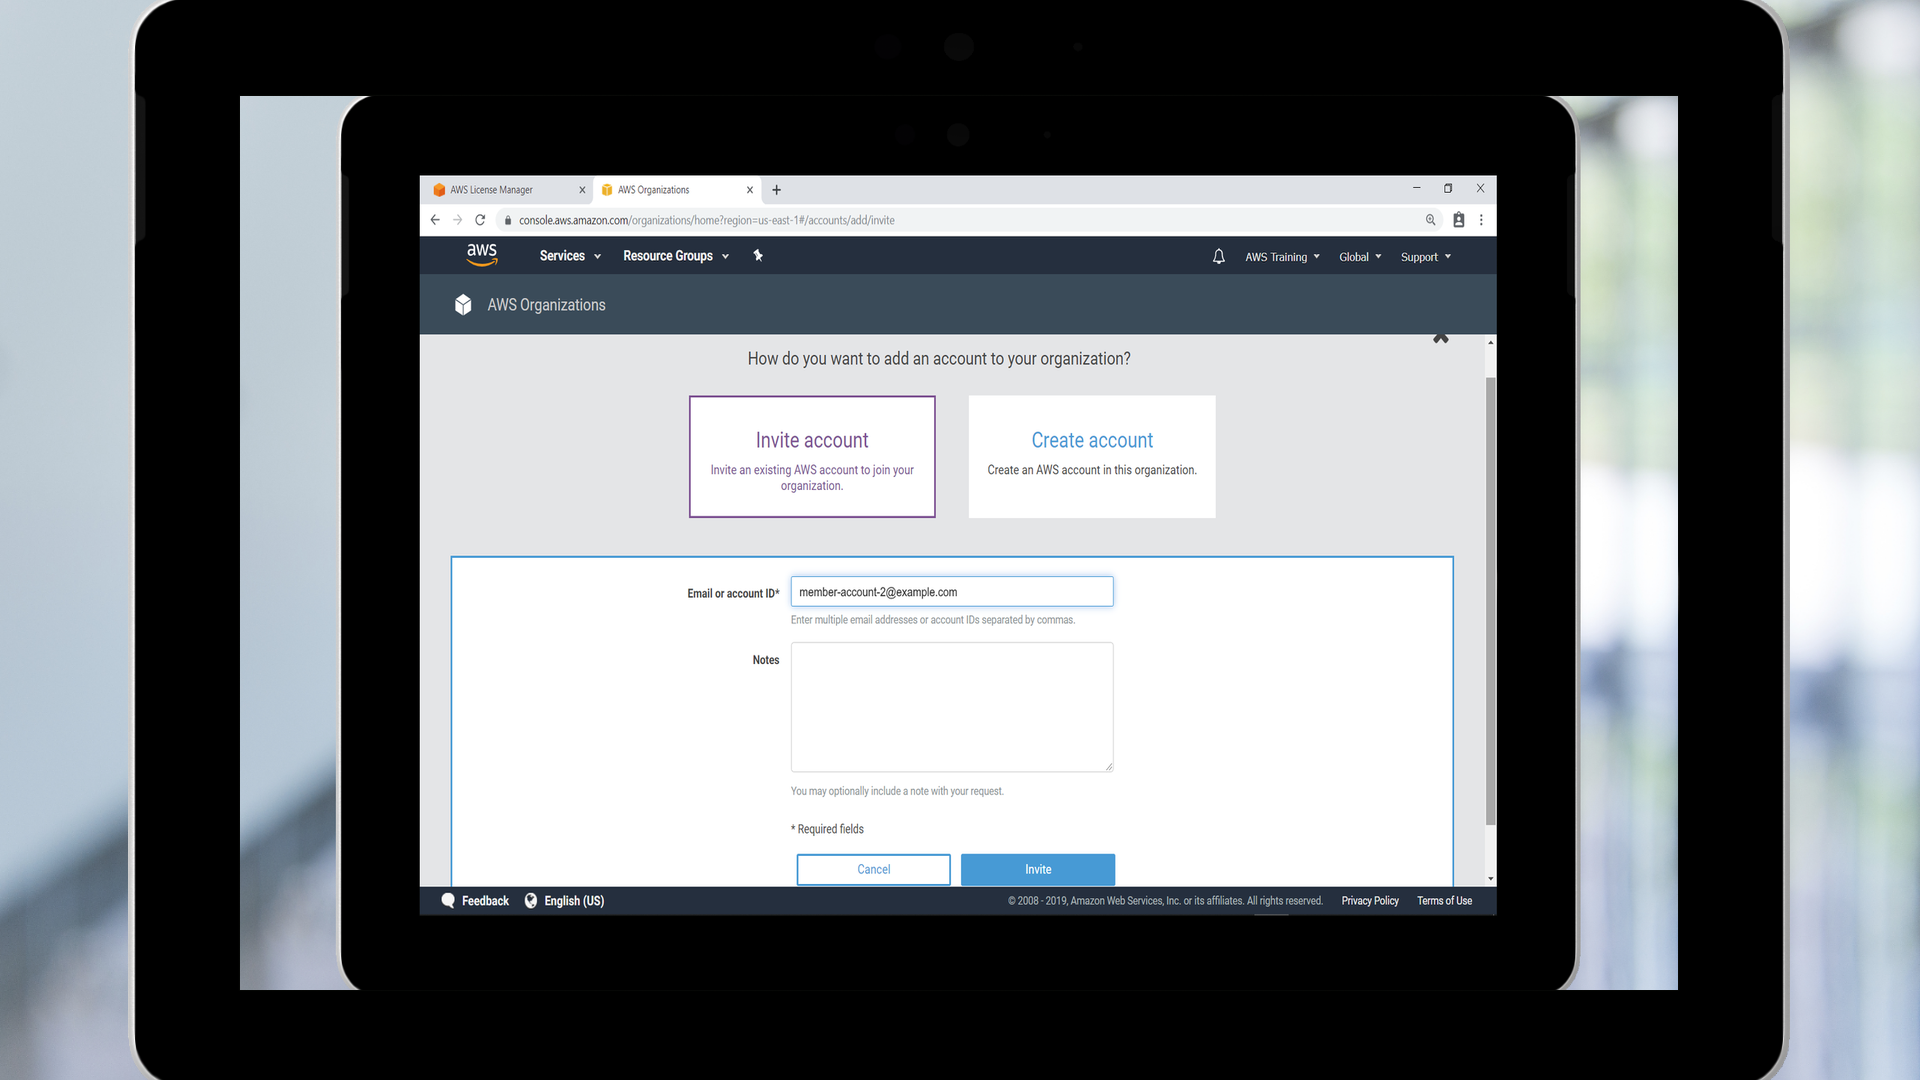 AWS License Manager
AWS Organizations
console.aws.amazon.com/organizations/home?region=us-east-1#/accounts/add/invite
aws
Services
Resource Groups
AWS Training
Global
Support
AWS Organizations
How do you want to add an account to your organization?
Invite account
Invite an existing AWS account to join your
organization.
Create account
Create an AWS account in this organization.
Email or account ID*
member-account-2@example.com
Enter multiple email addresses or account IDs separated by commas.
Notes
You may optionally include a note with your request.
* Required fields
Cancel
Invite
Feedback
English (US)
© 2008 - 2019, Amazon Web Services, Inc. or its affiliates. All rights reserved.
Privacy Policy
Terms of Use